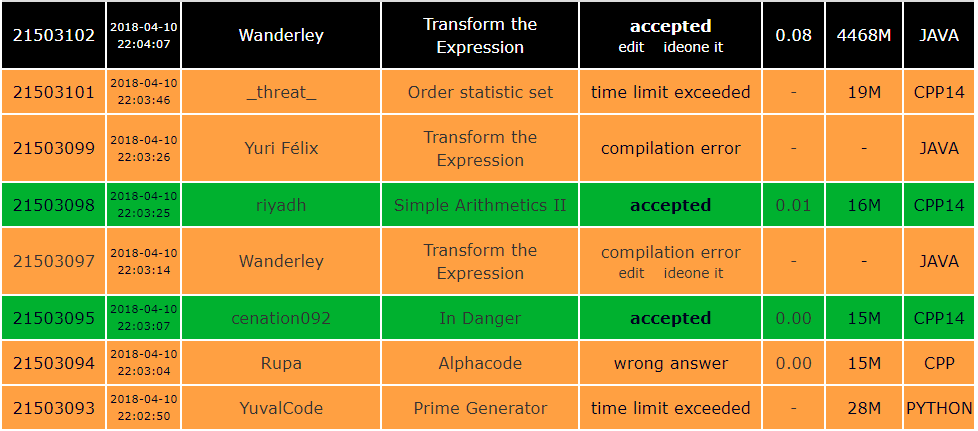 21503102 2018-04-10 22:04:07 Wanderley Transform the Expression accepted edit ideone it 0.08 4468M JAVA
21503101 2018-04-10 22:03:46 _threat_ Order statistic set time limit exceeded - 19M CPP14
21503099 2018-04-10 22:03:26 Yuri Félix Transform the Expression compilation error - - JAVA
21503098 2018-04-10 22:03:25 riyadh Simple Arithmetics II accepted 0.01 16M CPP14
21503097 2018-04-10 22:03:14 Wanderley Transform the Expression compilation error edit ideone it - - JAVA
21503095 2018-04-10 22:03:07 cenation092 In Danger accepted 0.00 15M CPP14
21503094 2018-04-10 22:03:04 Rupa Alphacode wrong answer 0.00 15M CPP
21503093 2018-04-10 22:02:50 YuvalCode Prime Generator time limit exceeded - 28M PYTHON